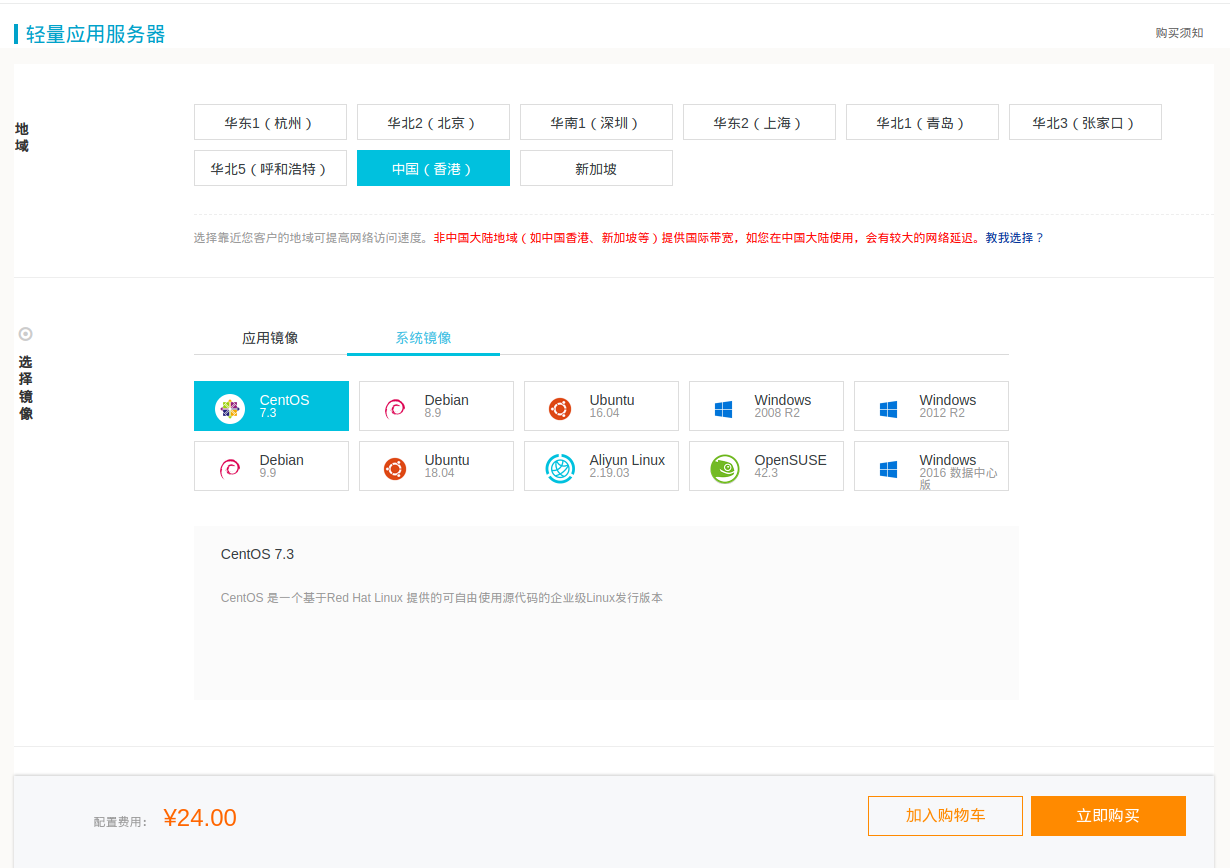 轻量应用服务器
购买须知
地域
华东1（杭州）
华北2（北京）
华南1（深圳）
华东2（上海）
华北1（青岛）
华北3（张家口）
华北5（呼和浩特）
中国（香港）
新加坡
选择靠近您客户的地域可提高网络访问速度。非中国大陆地域（如中国香港、新加坡等）提供国际带宽，如您在中国大陆使用，会有较大的网络延迟。教我选择？
选择镜像
应用镜像
系统镜像
CentOS
7.3
Debian
8.9
Ubuntu
16.04
Windows
2008 R2
Windows
2012 R2
Debian
9.9
Ubuntu
18.04
Aliyun Linux
2.19.03
OpenSUSE
42.3
Windows
2016 数据中心
版
CentOS 7.3
CentOS 是一个基于Red Hat Linux 提供的可自由使用源代码的企业级Linux发行版本
配置费用：
¥24.00
加入购物车
立即购买